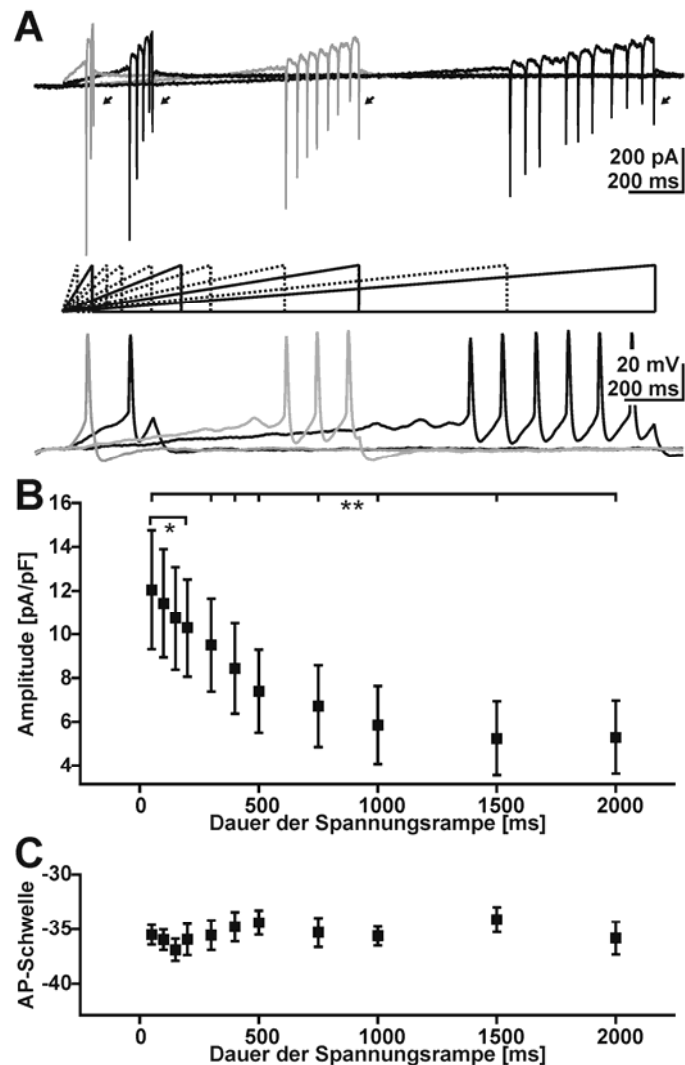 A
200 pA
200 ms
20 mV
200 ms
B
16
14
12
10
8
6
4
Amplitude [pA/pF]
*
**
0
500
1000
1500
2000
Dauer der Spannungsrampe [ms]
C
-30
-35
-40
AP-Schwelle
0
500
1000
1500
2000
Dauer der Spannungsrampe [ms]